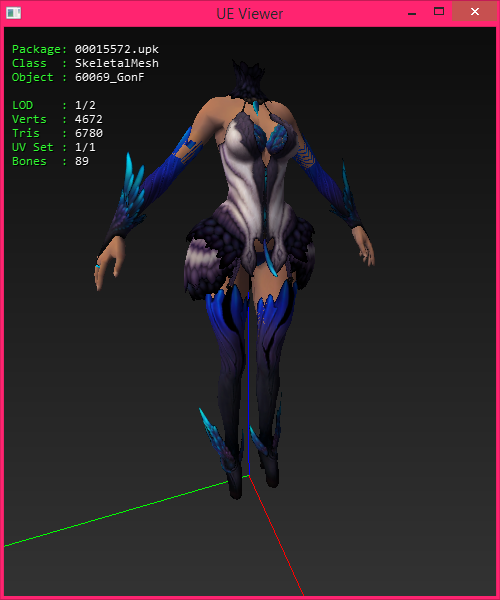 UE Viewer
Package: 00015572.upk
Class  : SkeletalMesh
Object : 60069_GonF
LOD    : 1/2
Verts  : 4672
Tris   : 6780
UV Set : 1/1
Bones  : 89